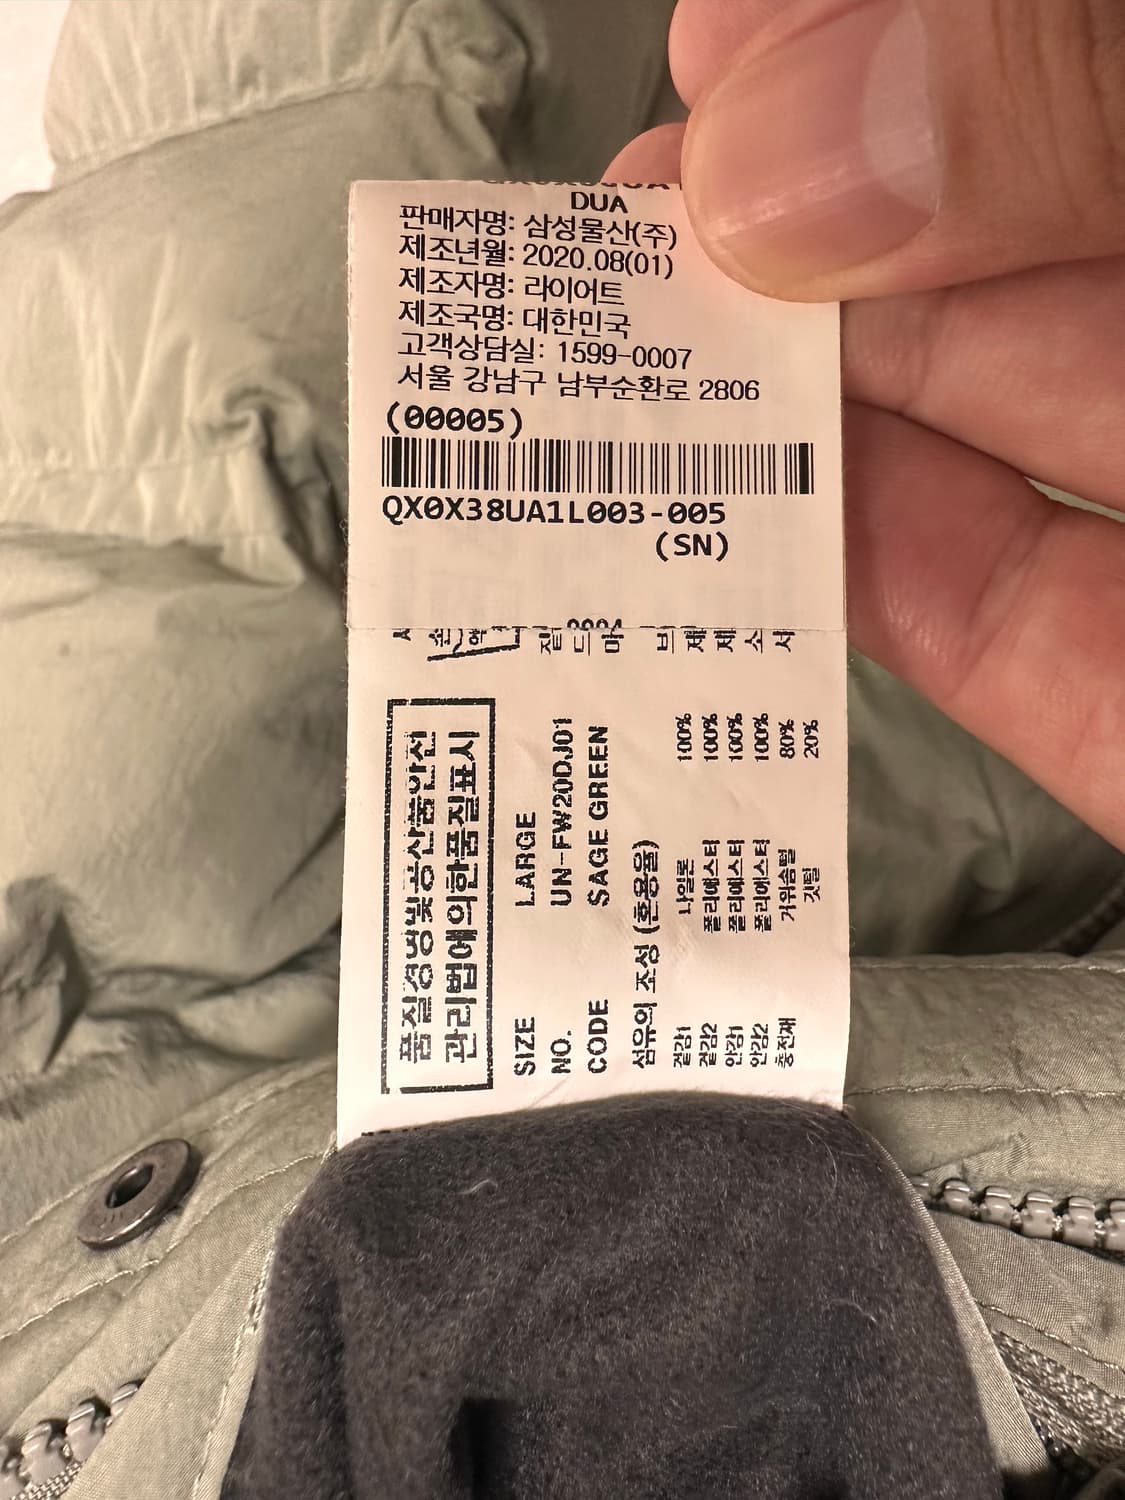 DUA
판매자명: 삼성물산(주)
제조년월: 2020.08(01)
제조자명: 라이어트
제조국명: 대한민국
고객상담실: 1599-0007
서울 강남구 남부순환로 2806
(00005)
QX0X38UA1L003-005
(SN)
품질경영및공산품안전
관리법에의한품질표시
SIZE LARGE
NO. UN-FW20DJ01
CODE SAGE GREEN
섬유의 조성 (혼용율)
겉감1 나일론 100%
겉감2 폴리에스터 100%
안감1 폴리에스터 100%
안감2 폴리에스터 100%
충전재 거위솜털 80%
깃털 20%